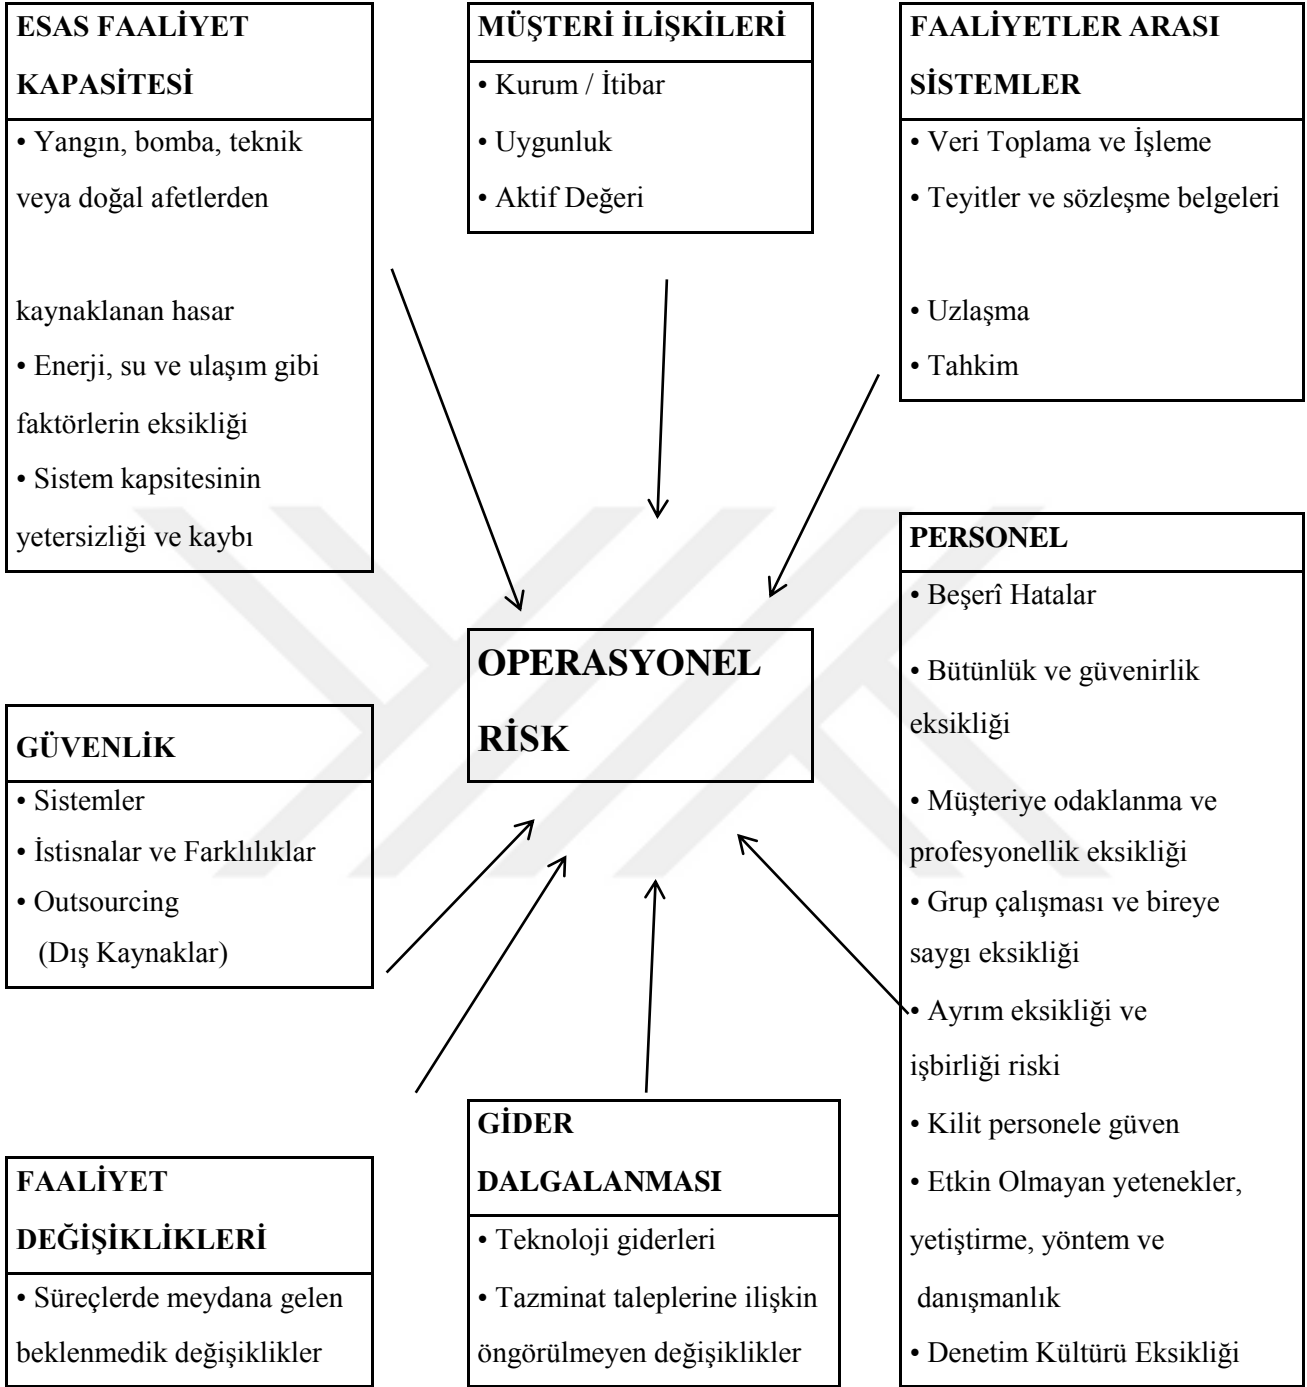 ESAS FAALİYET
KAPASİTESİ
• Yangın, bomba, teknik
veya doğal afetlerden
kaynaklanan hasar
• Enerji, su ve ulaşım gibi
faktörlerin eksikliği
• Sistem kapsitesinin
yetersizliği ve kaybı
MÜŞTERİ İLİŞKİLERİ
• Kurum / İtibar
• Uygunluk
• Aktif Değeri
FAALİYETLER ARASI
SİSTEMLER
• Veri Toplama ve İşleme
• Teyitler ve sözleşme belgeleri
• Uzlaşma
• Tahkim
OPERASYONEL
RİSK
PERSONEL
• Beşerî Hatalar
• Bütünlük ve güvenirlik
eksikliği
• Müşteriye odaklanma ve
profesyonellik eksikliği
• Grup çalışması ve bireye
saygı eksikliği
• Ayrım eksikliği ve
işbirliği riski
• Kilit personele güven
• Etkin Olmayan yetenekler,
yetiştirme, yöntem ve
danışmanlık
• Denetim Kültürü Eksikliği
GÜVENLİK
• Sistemler
• İstisnalar ve Farklılıklar
• Outsourcing
(Dış Kaynaklar)
FAALİYET
DEĞİŞİKLİKLERİ
• Süreçlerde meydana gelen
beklenmedik değişiklikler
GİDER
DALGALANMASI
• Teknoloji giderleri
• Tazminat taleplerine ilişkin
öngörülmeyen değişiklikler